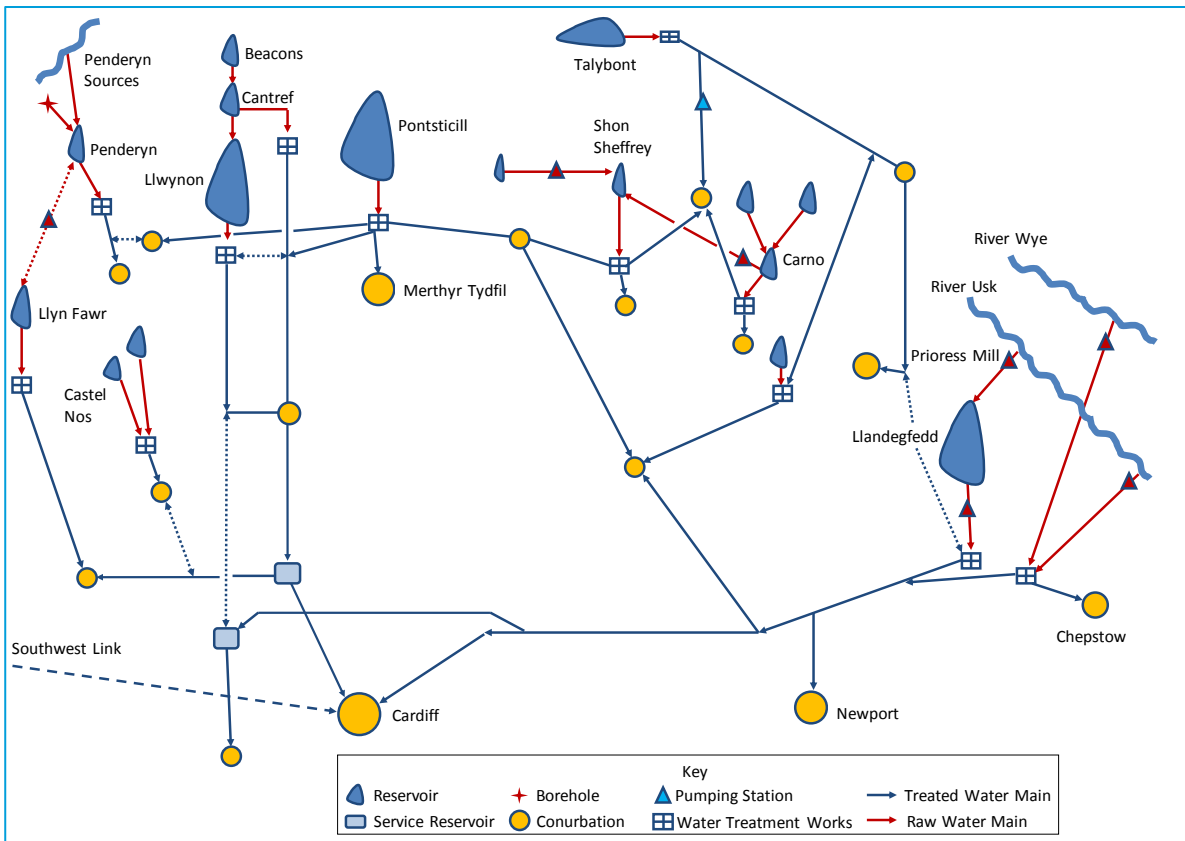 Penderyn
Sources
Beacons
Talybont
Cantref
Pontsticill
Shon
Sheffrey
Penderyn
Llwynon
River Wye
Carno
River Usk
Merthyr Tydfil
Llyn Fawr
Prioress Mill
Castel
Nos
Llandegfedd
Chepstow
Southwest Link
Cardiff
Newport
Key
Reservoir
Borehole
Pumping Station
Treated Water Main
Service Reservoir
Conurbation
Water Treatment Works
Raw Water Main